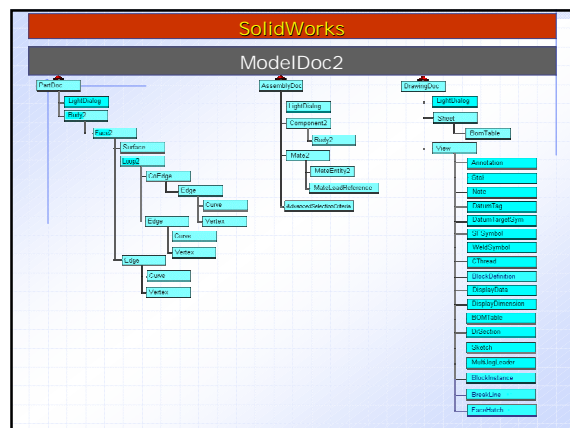 SolidWorks
ModelDoc2
PartDoc
LightDialog
Body2
Face2
Surface
Loop2
CoEdge
Edge
Curve
Vertex
Edge
Curve
Vertex
Edge
Curve
Vertex
AssemblyDoc
LightDialog
Component2
Body2
Mate2
MateEntity2
MateLoadReference
AdvancedSelectionCriteria
DrawingDoc
LightDialog
Sheet
BomTable
View
Annotation
Gtol
Note
DatumTag
DatumTargetSym
SFSymbol
WeldSymbol
CThread
BlockDefinition
DisplayData
DisplayDimension
BOMTable
DrSection
Sketch
MultiJogLeader
BlockInstance
BreakLine
FaceHatch